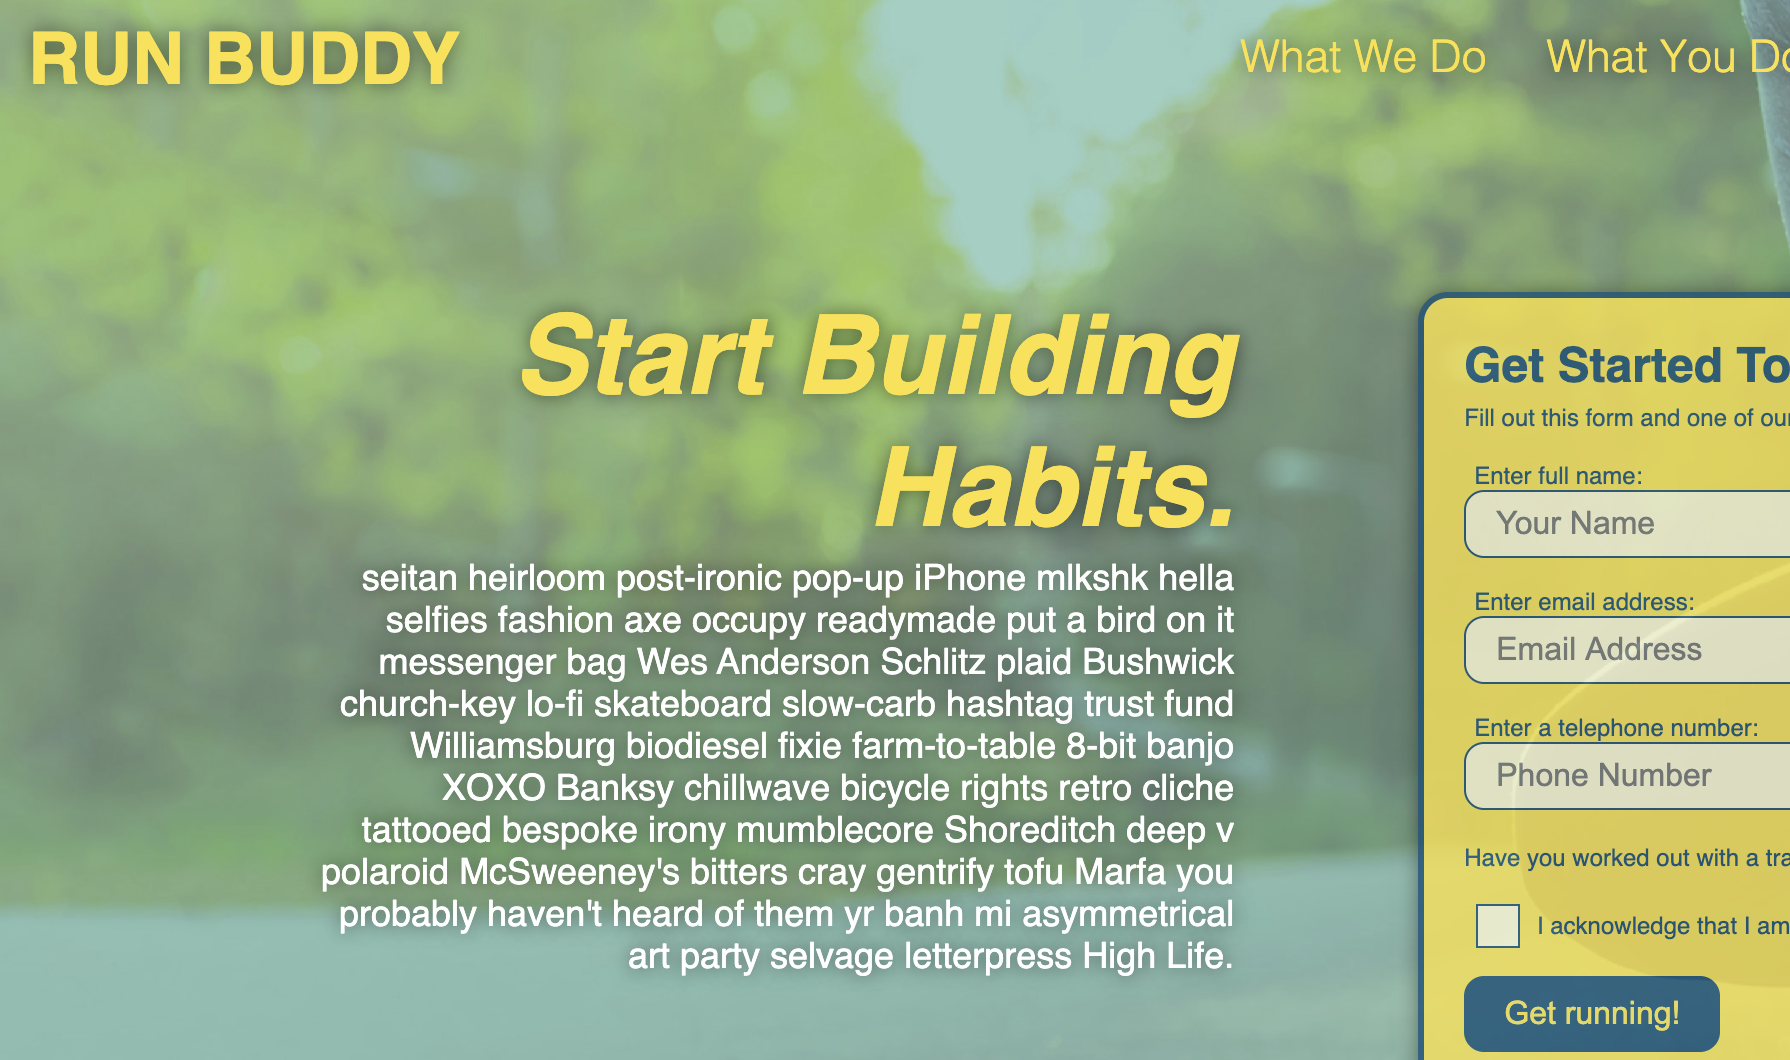 RUN BUDDY
What We Do What You Do
Start Building
Habits.
seitan heirloom post-ironic pop-up iPhone mlkshk hella
selfies fashion axe occupy readymade put a bird on it
messenger bag Wes Anderson Schlitz plaid Bushwick
church-key lo-fi skateboard slow-carb hashtag trust fund
Williamsburg biodiesel fixie farm-to-table 8-bit banjo
XOXO Banksy chillwave bicycle rights retro cliche
tattooed bespoke irony mumblecore Shoreditch deep v
polaroid McSweeney's bitters cray gentrify tofu Marfa you
probably haven't heard of them yr banh mi asymmetrical
art party selvage letterpress High Life.
Get Started To
Fill out this form and one of our
Enter full name:
Your Name
Enter email address:
Email Address
Enter a telephone number:
Phone Number
Have you worked out with a tra
I acknowledge that I am
Get running!